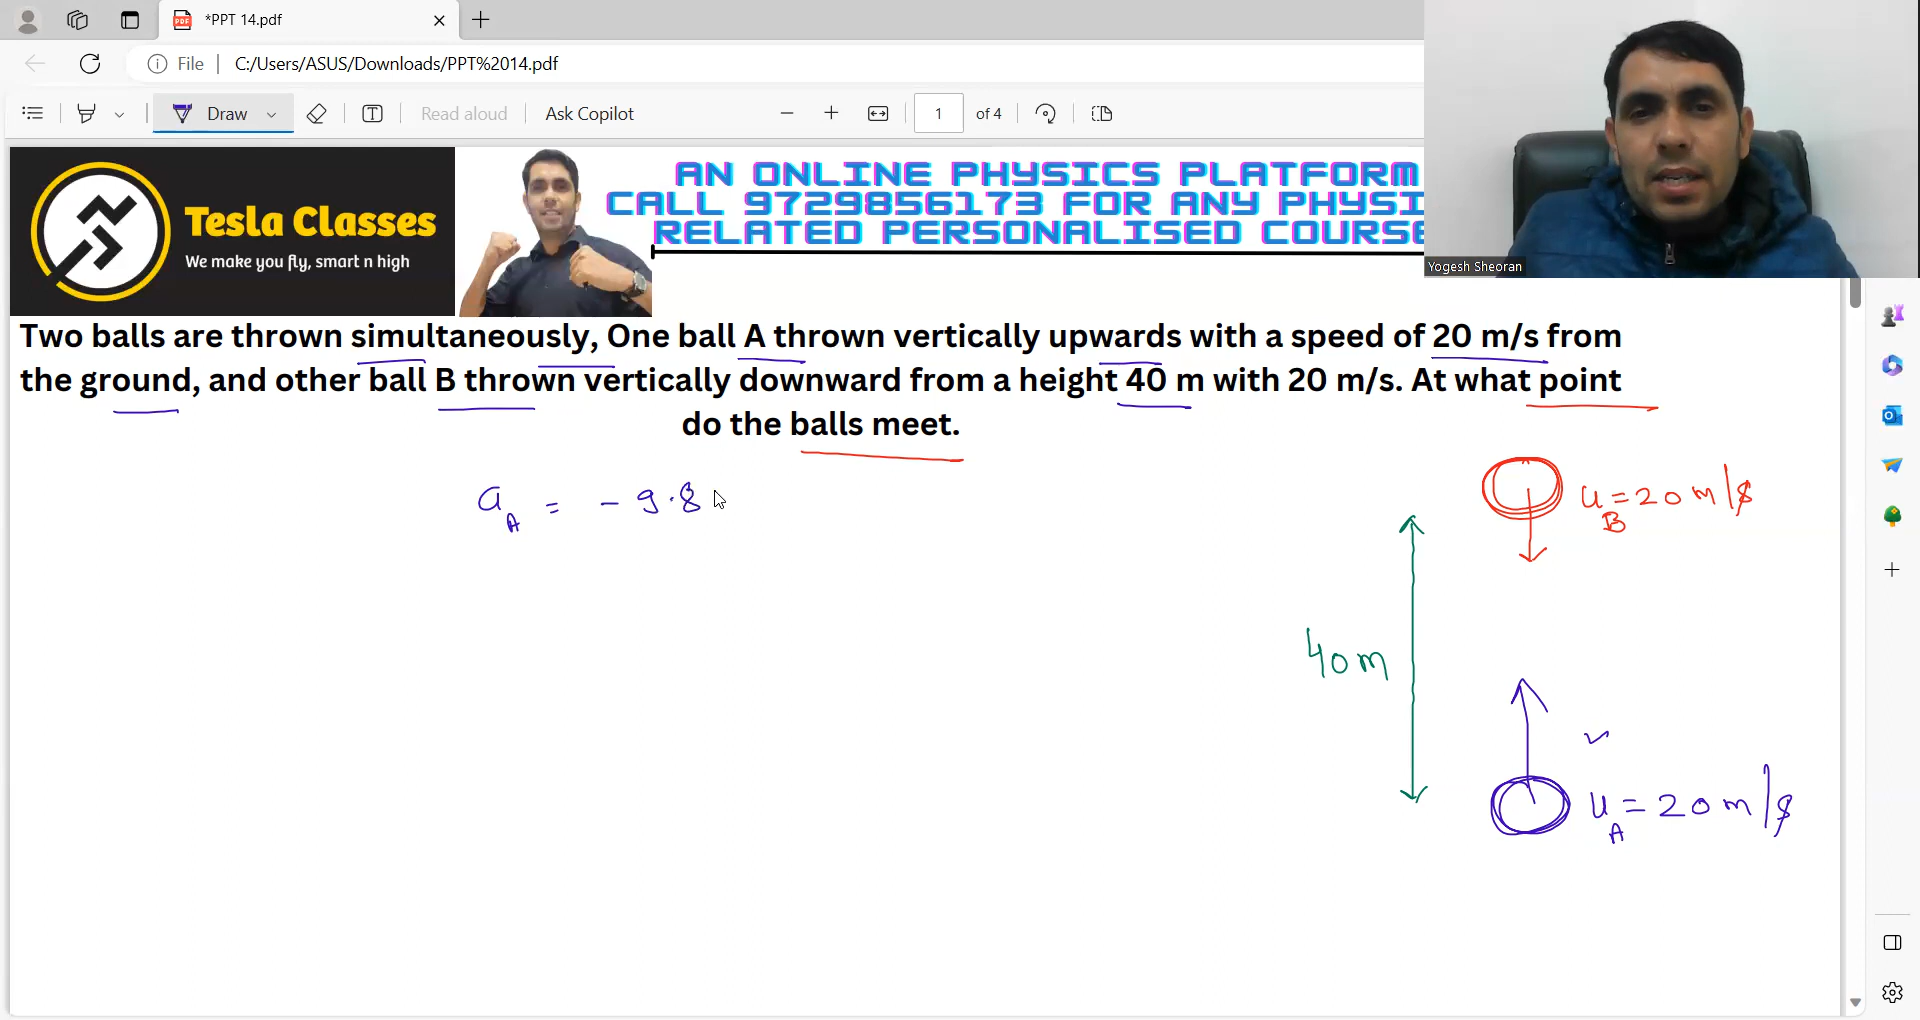 *PPT 14.pdf
File
C:/Users/ASUS/Downloads/PPT%2014.pdf
Draw
Read aloud
Ask Copilot
1
of 4
Tesla Classes
We make you fly, smart n high
AN ONLINE PHYSICS PLATFORM
CALL 9729856173 FOR ANY PHYSI
RELATED PERSONALISED COURSE
Yogesh Sheoran
Two balls are thrown simultaneously, One ball A thrown vertically upwards with a speed of 20 m/s from
the ground, and other ball B thrown vertically downward from a height 40 m with 20 m/s. At what point
do the balls meet.
a_A = - 9.8
u_B = 20 m/s
40 m
u_A = 20 m/s